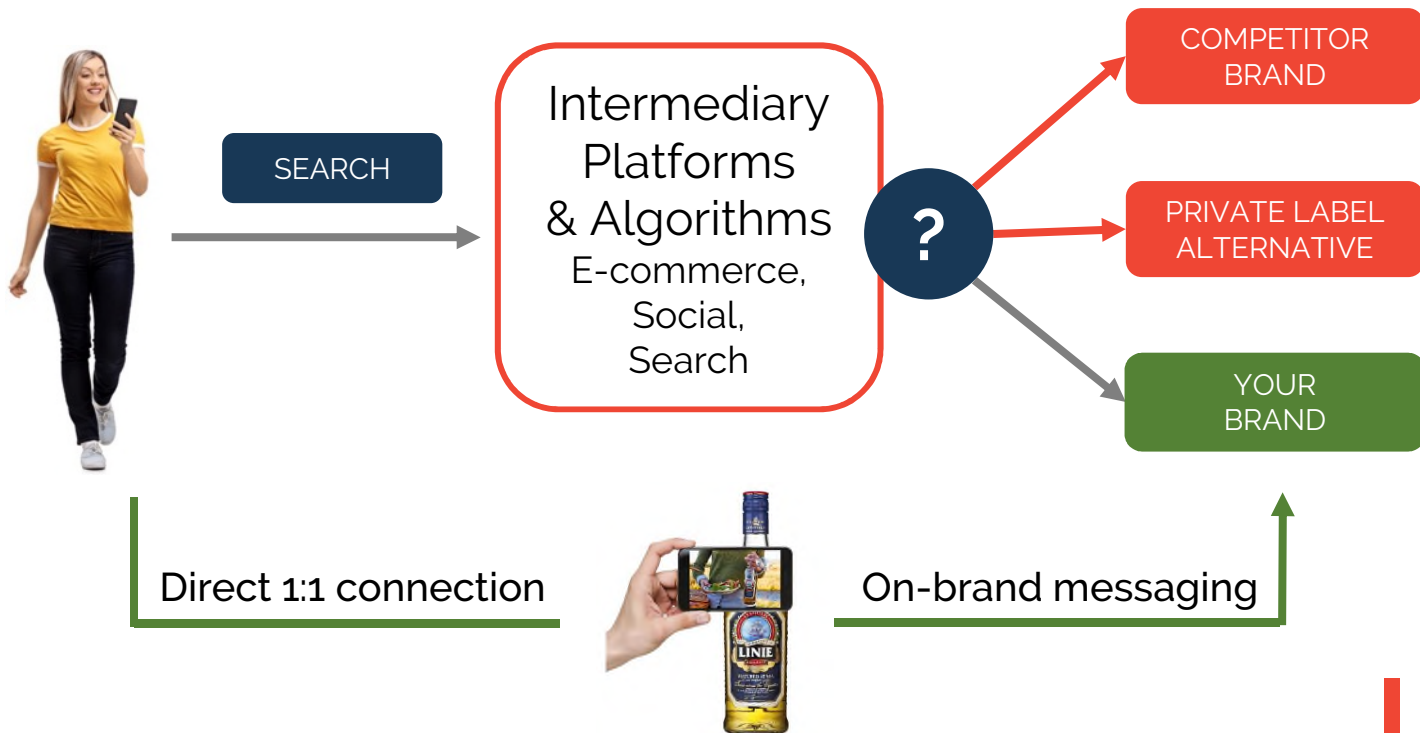 SEARCH
Intermediary
Platforms
& Algorithms
E-commerce,
Social,
Search
?
COMPETITOR
BRAND
PRIVATE LABEL
ALTERNATIVE
YOUR
BRAND
Direct 1:1 connection
On-brand messaging
LINIE